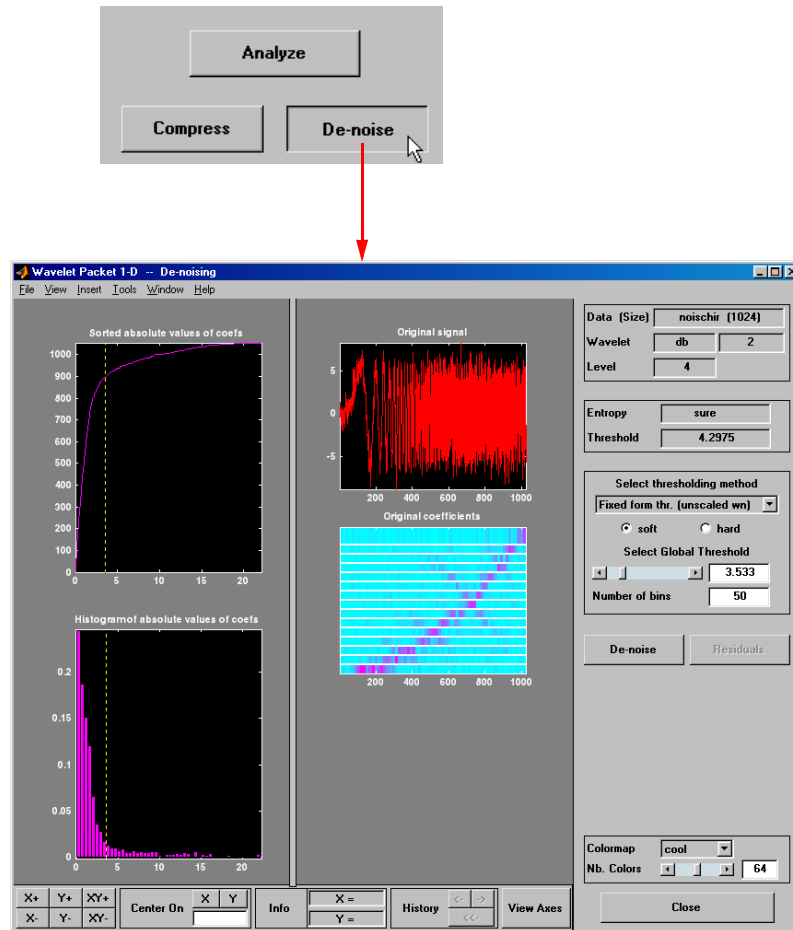 Analyze
Compress De-noise
Wavelet Packet 1-D -- De-noising
File View Insert Tools Window Help
Sorted absolute values of coefs
1000
900
800
700
600
500
400
300
200
100
0
0 5 10 15 20
Histogramof absolute values of coefs
0.2
0.15
0.1
0.05
0
0 5 10 15 20
Original signal
5
0
-5
200 400 600 800 1000
Original coefficients
200 400 600 800 1000
Data (Size) noischir (1024)
Wavelet db 2
Level 4
Entropy sure
Threshold 4.2975
Select thresholding method
Fixed form thr. (unscaled wn)
soft hard
Select Global Threshold
3.533
Number of bins 50
De-noise Residuals
Colormap cool
Nb. Colors 64
Close
X+ Y+ XY+
X- Y- XY-
Center On X Y
Info X =
Y =
History <- ->
<<-
View Axes